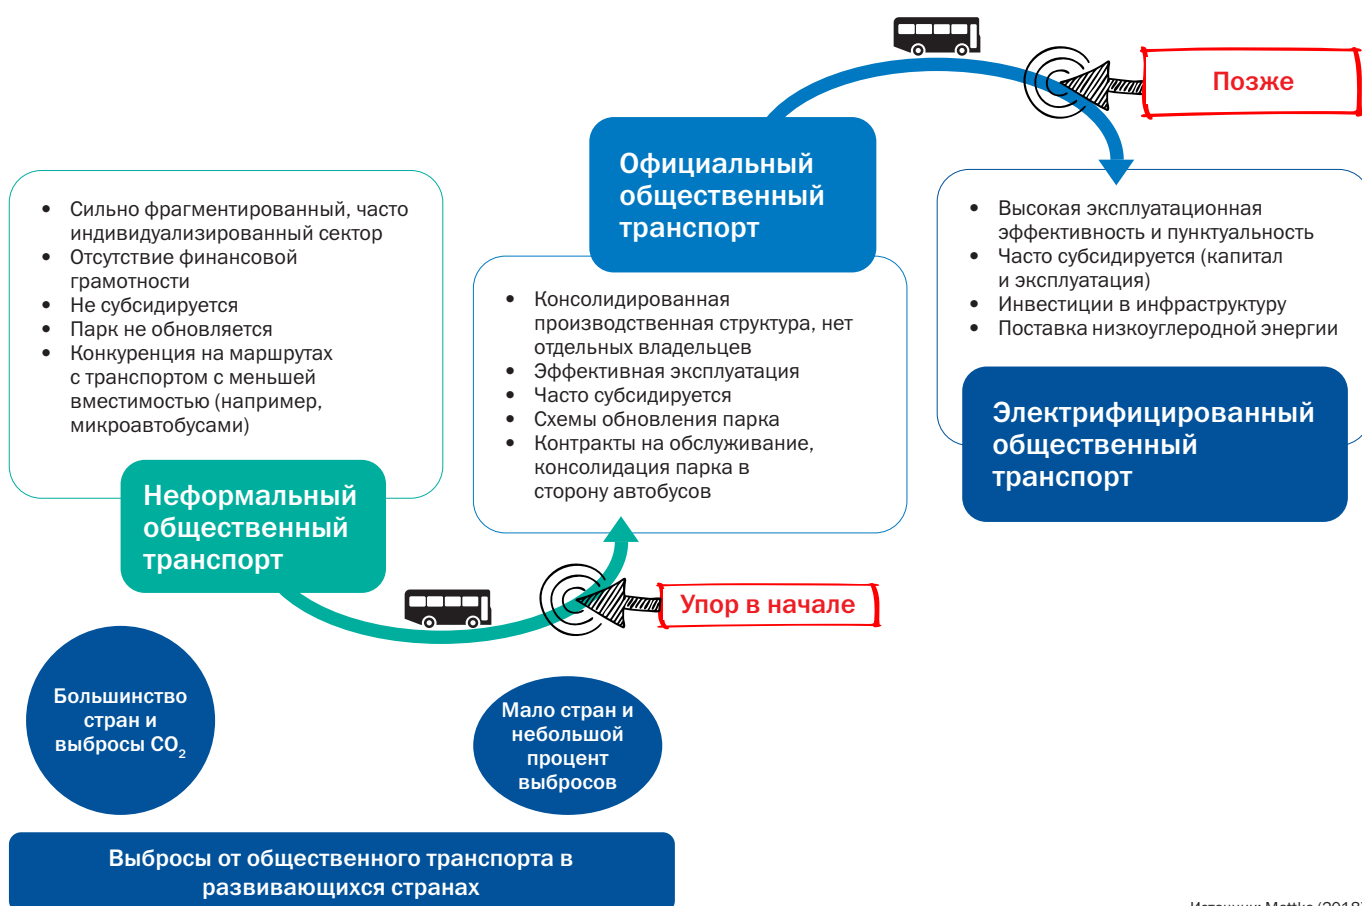 Позже
Официальный
общественный
транспорт
• Сильно фрагментированный, часто
индивидуализированный сектор
• Отсутствие финансовой
грамотности
• Не субсидируется
• Парк не обновляется
• Конкуренция на маршрутах
с транспортом с меньшей
вместимостью (например,
микроавтобусами)
Неформальный
общественный
транспорт
• Консолидированная
производственная структура, нет
отдельных владельцев
• Эффективная эксплуатация
• Часто субсидируется
• Схемы обновления парка
• Контракты на обслуживание,
консолидация парка в
сторону автобусов
• Высокая эксплуатационная
эффективность и пунктуальность
• Часто субсидируется (капитал
и эксплуатация)
• Инвестиции в инфраструктуру
• Поставка низкоуглеродной энергии
Электрифицированный
общественный
транспорт
Упор в начале
Большинство
стран и
выбросы CO₂
Мало стран и
небольшой
процент
выбросов
Выбросы от общественного транспорта в
развивающихся странах